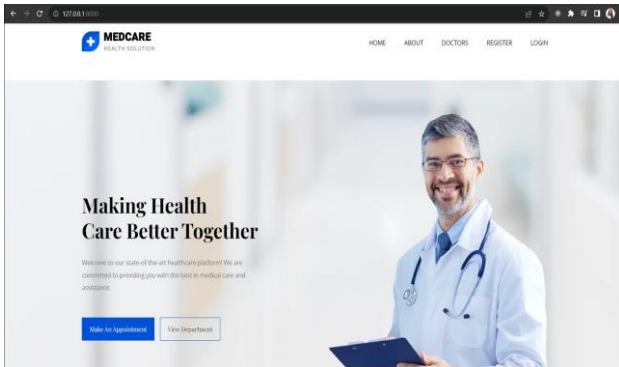 127.0.0.1:8000
MEDCARE
HEALTH SOLUTION
HOME ABOUT DOCTORS REGISTER LOGIN
Making Health
Care Better Together
Welcome to our state-of-the-art healthcare platform! We are
committed to providing you with the best in medical care and
assistance.
Make An Appointment View Department